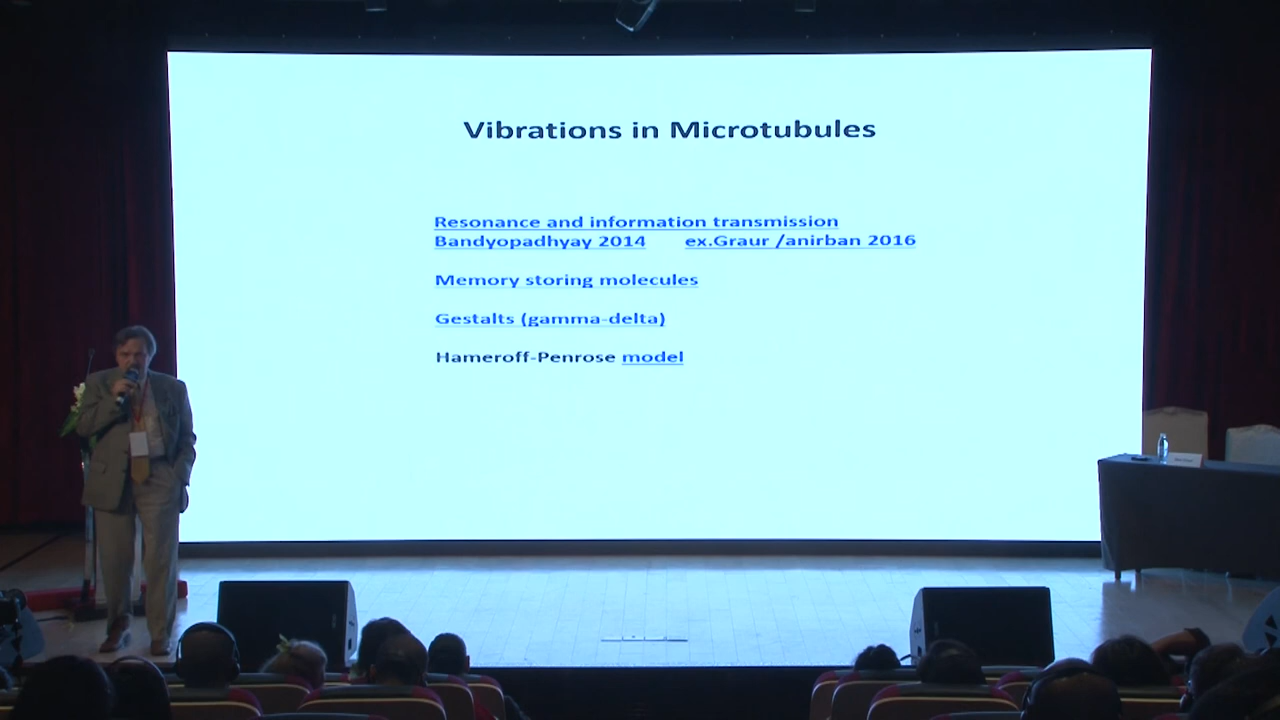 Vibrations in Microtubules
Resonance and information transmission
Bandyopadhyay 2014 ex.Graur /anirban 2016
Memory storing molecules
Gestalts (gamma-delta)
Hameroff-Penrose model